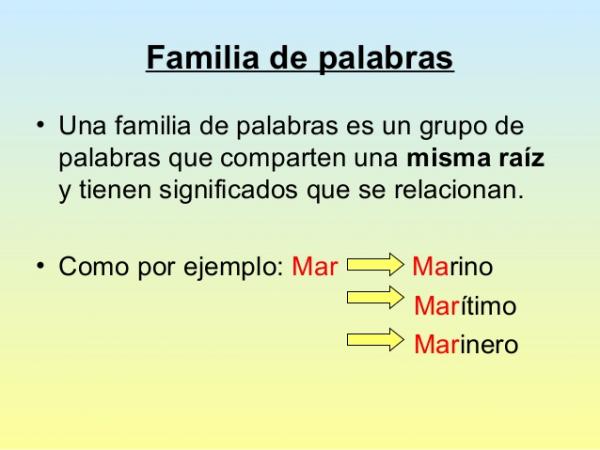 Familia de palabras
• Una familia de palabras es un grupo de
palabras que comparten una misma raíz
y tienen significados que se relacionan.
• Como por ejemplo: Mar Marino
Marítimo
Marinero